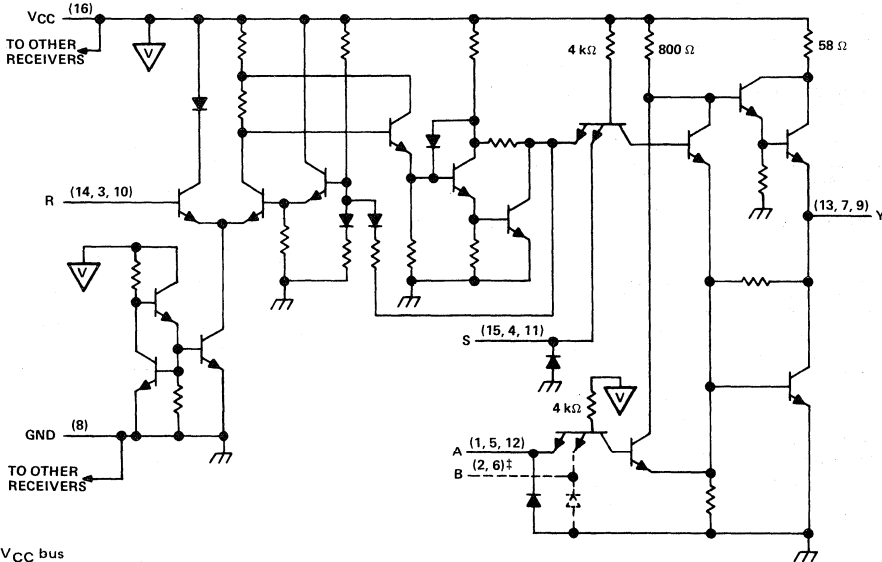 VCC (16)
TO OTHER
RECEIVERS
V
4 kΩ
800 Ω
58 Ω
R (14, 3, 10)
(13, 7, 9) Y
V
S (15, 4, 11)
4 kΩ
V
GND (8)
A (1, 5, 12)
B (2, 6)‡
TO OTHER
RECEIVERS
VCC bus